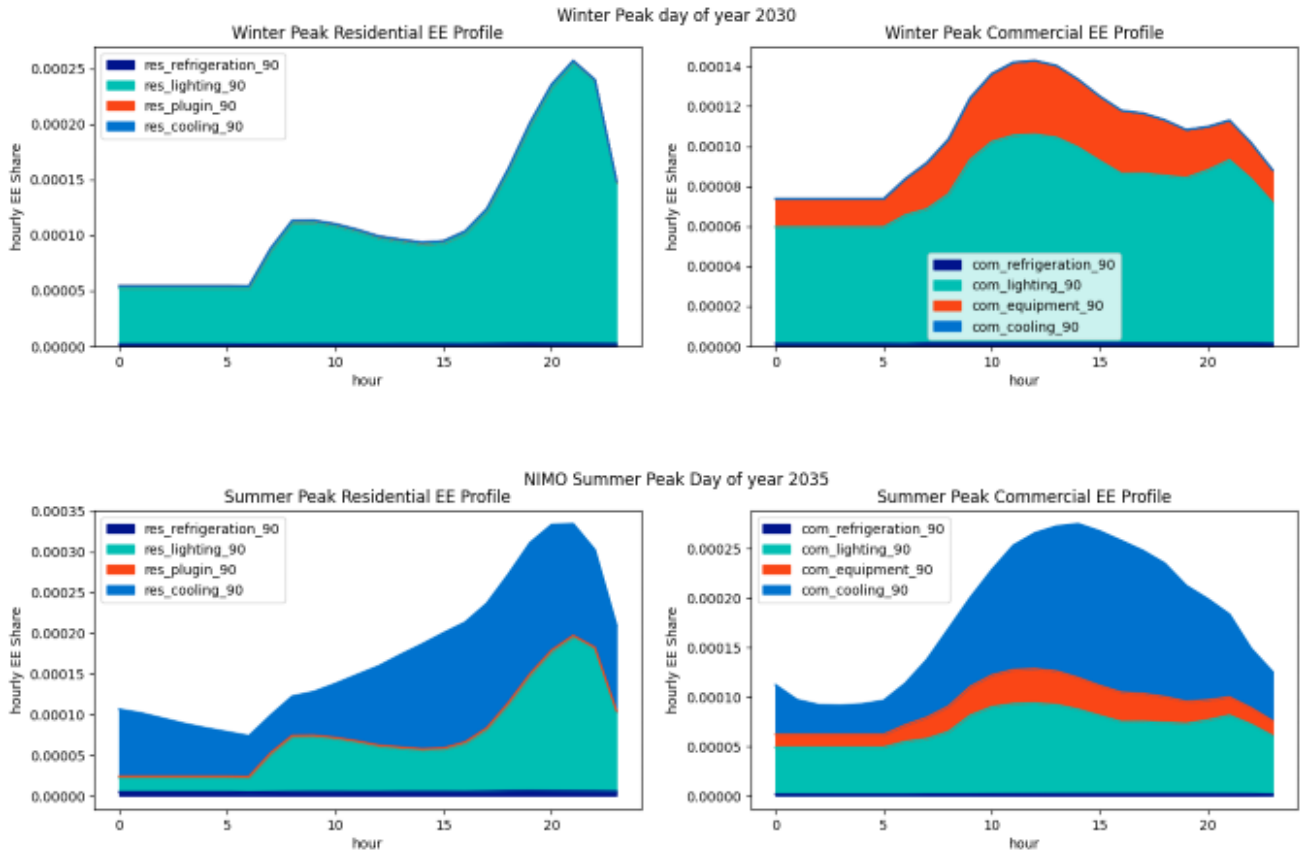 Winter Peak day of year 2030
Winter Peak Residential EE Profile
res_refrigeration_90
res_lighting_90
res_plugin_90
res_cooling_90
0.00025
0.00020
0.00015
0.00010
0.00005
0.00000
hourly EE Share
0 5 10 15 20
hour
Winter Peak Commercial EE Profile
0.00014
0.00012
0.00010
0.00008
0.00006
0.00004
0.00002
0.00000
hourly EE Share
com_refrigeration_90
com_lighting_90
com_equipment_90
com_cooling_90
0 5 10 15 20
hour
NIMO Summer Peak Day of year 2035
Summer Peak Residential EE Profile
res_refrigeration_90
res_lighting_90
res_plugin_90
res_cooling_90
0.00035
0.00030
0.00025
0.00020
0.00015
0.00010
0.00005
0.00000
hourly EE Share
0 5 10 15 20
hour
Summer Peak Commercial EE Profile
com_refrigeration_90
com_lighting_90
com_equipment_90
com_cooling_90
0.00025
0.00020
0.00015
0.00010
0.00005
0.00000
hourly EE Share
0 5 10 15 20
hour